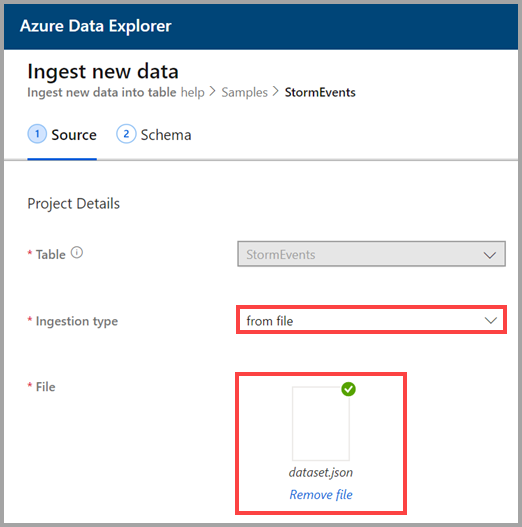 Azure Data Explorer
Ingest new data
Ingest new data into table help > Samples > StormEvents
1 Source 2 Schema
Project Details
* Table StormEvents
* Ingestion type from file
* File
dataset.json
Remove file